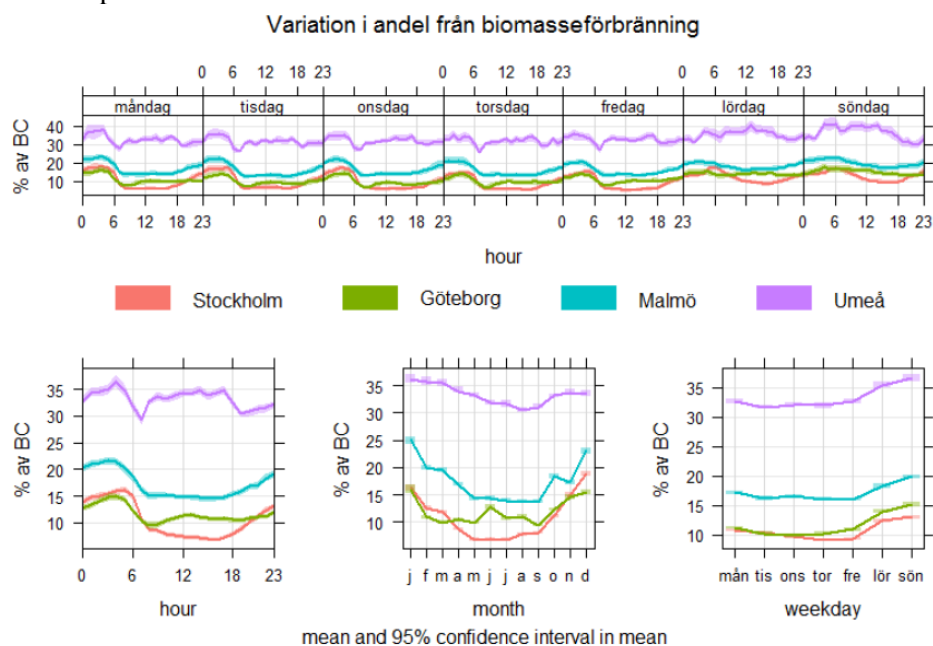 Variation i andel från biomasseförbränning
0 6 12 18 23 0 6 12 18 23 0 6 12 18 23
måndag tisdag onsdag torsdag fredag lördag söndag
% av BC
40
30
20
10
0 6 12 18 23 0 6 12 18 23 0 6 12 18 23 0 6 12 18 23
hour
Stockholm Göteborg Malmö Umeå
% av BC
35
30
25
20
15
10
0 6 12 18 23
hour
% av BC
35
30
25
20
15
10
j f m a m j j a s o n d
month
% av BC
35
30
25
20
15
10
mån tis ons tor fre lör sön
weekday
mean and 95% confidence interval in mean